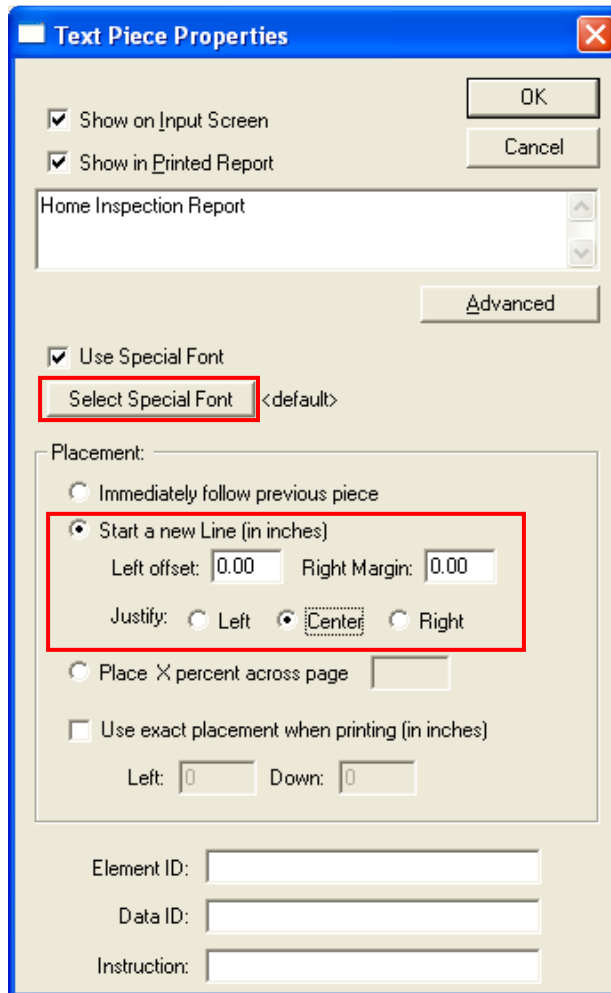 Text Piece Properties
OK
Show on Input Screen
Cancel
Show in Printed Report
Home Inspection Report
Advanced
Use Special Font
Select Special Font <default>
Placement:
Immediately follow previous piece
Start a new Line (in inches)
Left offset: 0.00 Right Margin: 0.00
Justify: Left Center Right
Place X percent across page
Use exact placement when printing (in inches)
Left: 0 Down: 0
Element ID:
Data ID:
Instruction: